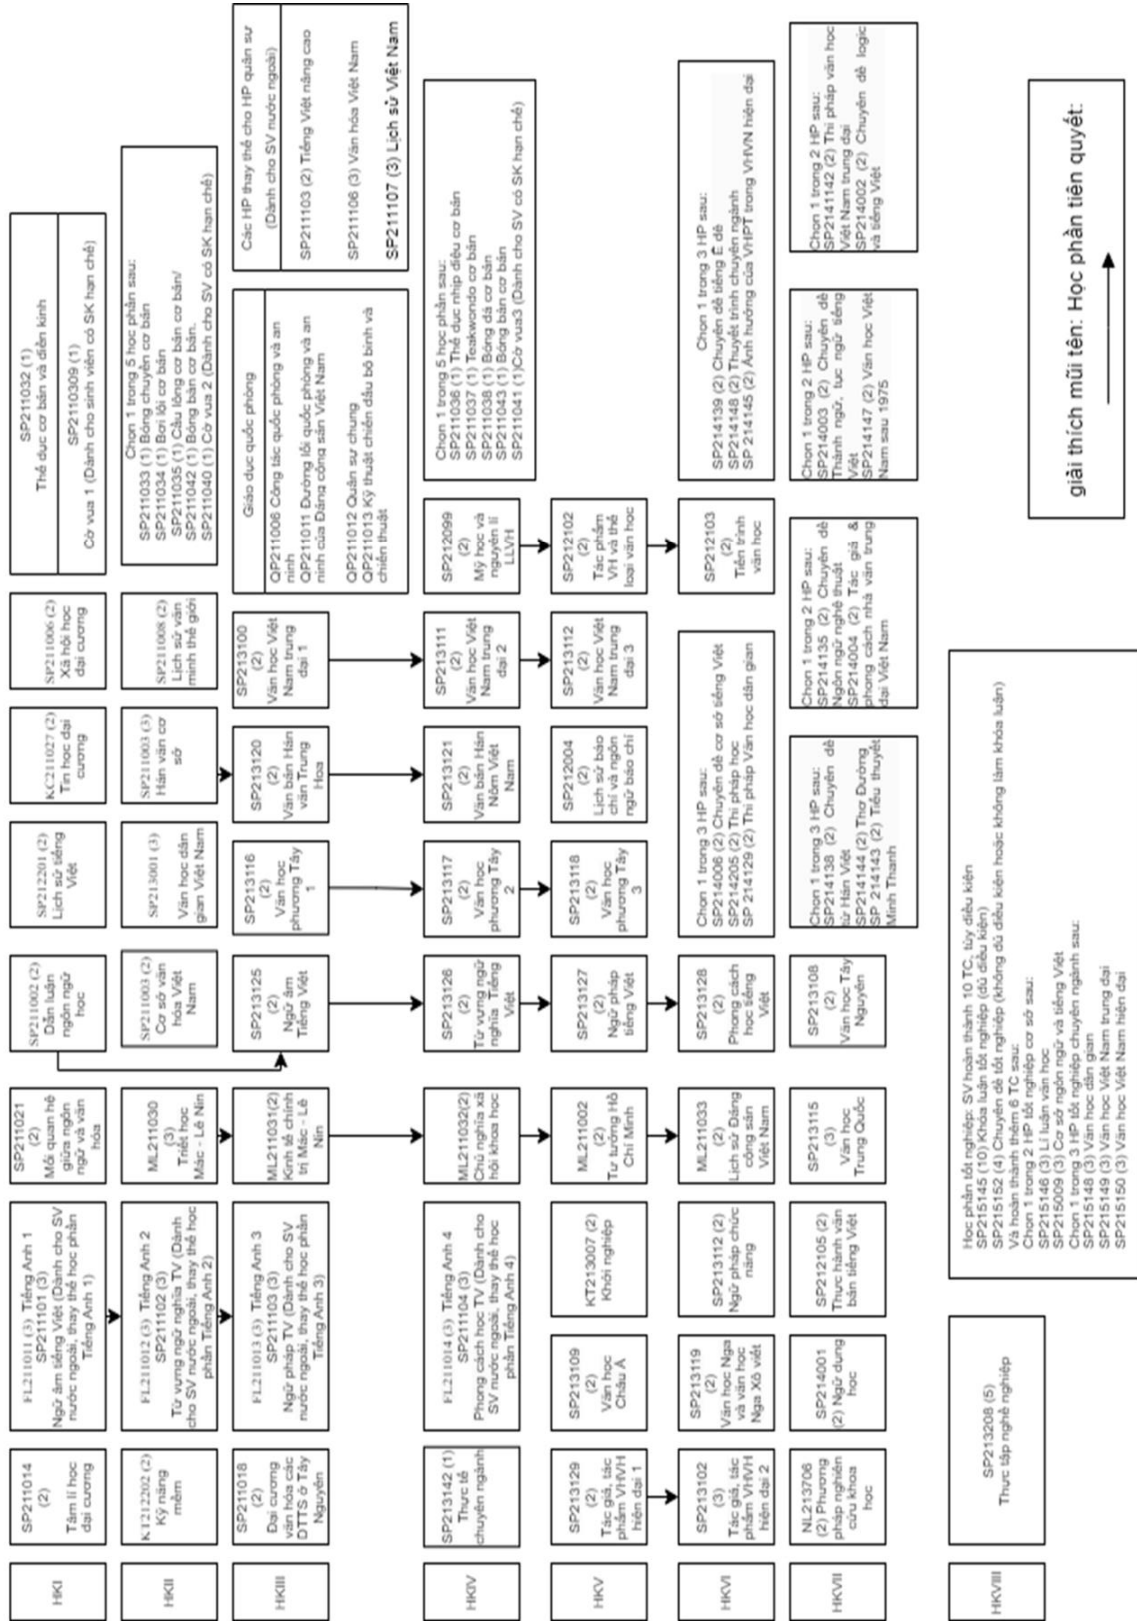 HKI
SP211014
(2)
Tâm lí học
đại cương
FL211011 (3) Tiếng Anh 1
SP211101 (3)
Ngữ âm tiếng Việt (Dành cho SV
nước ngoài, thay thế học phần
Tiếng Anh 1)
SP211021
(2)
Mối quan hệ
giữa ngôn
ngữ và văn
hóa
SP211002 (2)
Dẫn luận
ngôn ngữ
học
SP212201 (2)
Lịch sử tiếng
Việt
KC211027 (2)
Tin học đại
cương
SP211006 (2)
Xã hội học
đại cương
SP211032 (1)
Thể dục cơ bản và điền kinh
SP2110309 (1)
Cờ vua 1 (Dành cho sinh viên có SK hạn chế)
HKII
KT212202 (2)
Kỹ năng
mềm
FL211012 (3) Tiếng Anh 2
SP211102 (3)
Từ vựng ngữ nghĩa TV (Dành
cho SV nước ngoài, thay thế học
phần Tiếng Anh 2)
ML211030
(3)
Triết học
Mác - Lê Nin
SP211003 (2)
Cơ sở văn
hóa Việt
Nam
SP213001 (3)
Văn học dân
gian Việt Nam
SP211003 (3)
Hán văn cơ
sở
SP211008 (2)
Lịch sử văn
minh thế giới
Chọn 1 trong 5 học phần sau:
SP211033 (1) Bóng chuyền cơ bản
SP211034 (1) Bơi lội cơ bản
SP211035 (1) Cầu lông cơ bản cơ bản/
SP211042 (1) Bóng bàn cơ bản.
SP211040 (1) Cờ vua 2 (Dành cho SV có SK hạn chế)
HKIII
SP211018
(2)
Đại cương
văn hóa các
DTTS ở Tây
Nguyên
FL211013 (3) Tiếng Anh 3
SP211103 (3)
Ngữ pháp TV (Dành cho SV
nước ngoài, thay thế học phần
Tiếng Anh 3)
ML211031(2)
Kinh tế chính
trị Mác - Lê
Nin
SP213125
(2)
Ngữ âm
Tiếng Việt
SP213116
(2)
Văn học
phương Tây
1
SP213120
(2)
Văn bản Hán
văn Trung
Hoa
SP213100
(2)
Văn học Việt
Nam trung
đại 1
Giáo dục quốc phòng
QP211006 Công tác quốc phòng và an
ninh
QP211011 Đường lối quốc phòng và an
ninh của Đảng cộng sản Việt Nam
QP211012 Quân sự chung
QP211013 Kỹ thuật chiến đấu bộ binh và
chiến thuật
Các HP thay thế cho HP quân sự
(Dành cho SV nước ngoài)
SP211103 (2) Tiếng Việt nâng cao
SP211106 (3) Văn hóa Việt Nam
SP211107 (3) Lịch sử Việt Nam
HKIV
SP213142 (1)
Thực tế
chuyên ngành
FL211014 (3) Tiếng Anh 4
SP211104 (3)
Phong cách học TV (Dành cho
SV nước ngoài, thay thế học
phần Tiếng Anh 4)
ML211032(2)
Chủ nghĩa xã
hội khoa học
SP213126
(2)
Từ vựng ngữ
nghĩa Tiếng
Việt
SP213117
(2)
Văn học
phương Tây
2
SP213121
(2)
Văn bản Hán
Nôm Việt
Nam
SP213111
(2)
Văn học Việt
Nam trung
đại 2
SP212099
(2)
Mỹ học và
nguyên lí
LLVH
Chọn 1 trong 5 học phần sau:
SP211036 (1) Thể dục nhịp điệu cơ bản
SP211037 (1) Teakwondo cơ bản
SP211038 (1) Bóng đá cơ bản
SP211043 (1) Bóng bàn cơ bản
SP211041 (1)Cờ vua3 (Dành cho SV có SK hạn chế)
HKV
SP213129
(2)
Tác giả, tác
phẩm VHVH
hiện đại 1
SP213109
(2)
Văn học
Châu Á
KT213007 (2)
Khởi nghiệp
ML211002
(2)
Tư tưởng Hồ
Chí Minh
SP213127
(2)
Ngữ pháp
tiếng Việt
SP213118
(2)
Văn học
phương Tây
3
SP212004
(2)
Lịch sử báo
chí và ngôn
ngữ báo chí
SP213112
(2)
Văn học Việt
Nam trung
đại 3
SP212102
(2)
Tác phẩm
VH và thể
loại văn học
HKVI
SP213102
(3)
Tác giả, tác
phẩm VHVH
hiện đại 2
SP213119
(2)
Văn học Nga
và văn học
Nga Xô viết
SP213112 (2)
Ngữ pháp chức
năng
ML211033
(2)
Lịch sử Đảng
cộng sản
Việt Nam
SP213128
(2)
Phong cách
học tiếng
Việt
Chọn 1 trong 3 HP sau:
SP214006 (2) Chuyên đề cơ sở tiếng Việt
SP214205 (2) Thi pháp học
SP 214129 (2) Thi pháp Văn học dân gian
SP212103
(2)
Tiến trình
văn học
Chọn 1 trong 3 HP sau:
SP214139 (2) Chuyên đề tiếng Ê đê
SP214148 (2) Thuyết trình chuyên ngành
SP 214145 (2) Ảnh hưởng của VHPT trong VHVN hiện đại
HKVII
NL213706
(2) Phương
pháp nghiên
cứu khoa
học
SP214001
(2) Ngữ dụng
học
SP212105 (2)
Thực hành văn
bản tiếng Việt
SP213115
(3)
Văn học
Trung Quốc
SP213108
(2)
Văn học Tây
Nguyên
Chọn 1 trong 3 HP sau:
SP214138 (2) Chuyên đề
từ Hán Việt
SP214144 (2) Thơ Đường
SP 214143 (2) Tiểu thuyết
Minh Thanh
Chọn 1 trong 2 HP sau:
SP214135 (2) Chuyên đề
Ngôn ngữ nghệ thuật
SP214004 (2) Tác giả &
phong cách nhà văn trung
đại Việt Nam
Chọn 1 trong 2 HP sau:
SP214003 (2) Chuyên đề
Thành ngữ, tục ngữ tiếng
Việt
SP214147 (2) Văn học Việt
Nam sau 1975
Chọn 1 trong 2 HP sau:
SP2141142 (2) Thi pháp văn học
Việt Nam trung đại
SP214002 (2) Chuyên đề logic
và tiếng Việt
HKVIII
SP213208 (5)
Thực tập nghề nghiệp
Học phần tốt nghiệp: SV hoàn thành 10 TC, tùy điều kiện
SP215145 (10) Khóa luận tốt nghiệp (đủ điều kiện)
SP215152 (4) Chuyên đề tốt nghiệp (không đủ điều kiện hoặc không làm khóa luận)
Và hoàn thành thêm 6 TC sau:
Chọn 1 trong 2 HP tốt nghiệp cơ sở sau:
SP215146 (3) Lí luận văn học
SP215009 (3) Cơ sở ngôn ngữ và tiếng Việt
Chọn 1 trong 3 HP tốt nghiệp chuyên ngành sau:
SP215148 (3) Văn học dân gian
SP215149 (3) Văn học Việt Nam trung đại
SP215150 (3) Văn học Việt Nam hiện đại
giải thích mũi tên: Học phần tiên quyết: